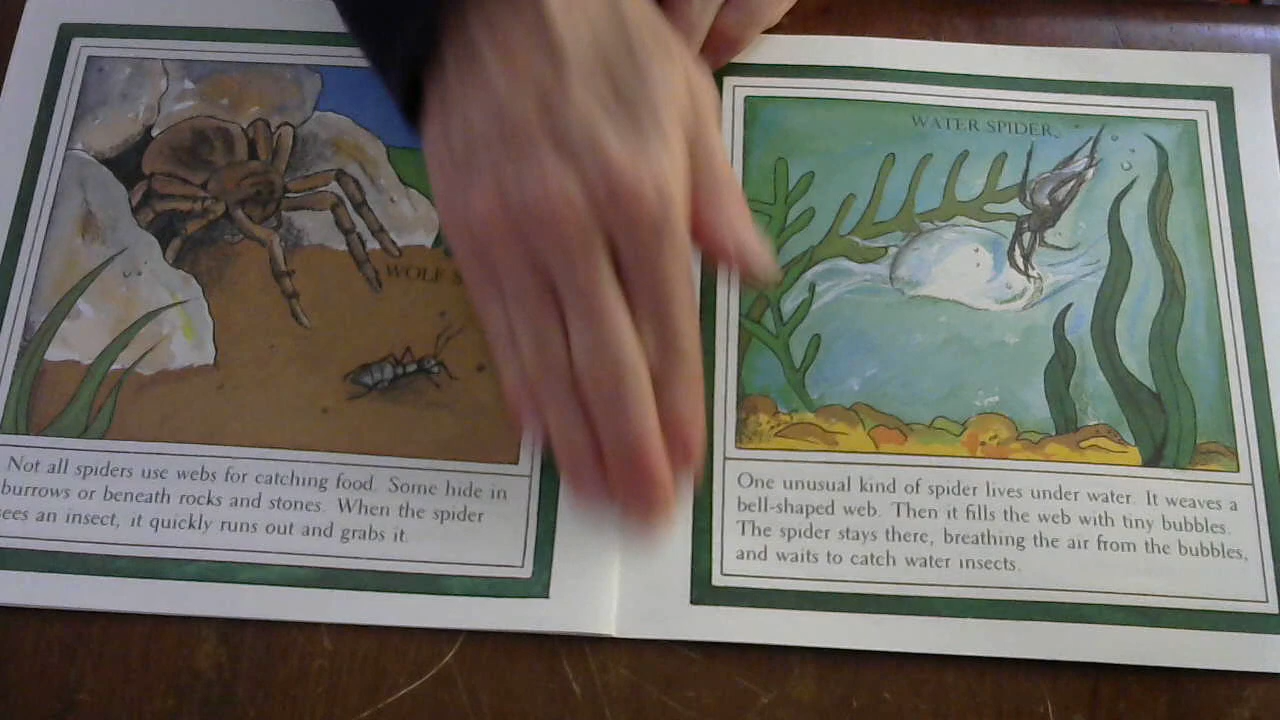 WOLF
Not all spiders use webs for catching food. Some hide in
burrows or beneath rocks and stones. When the spider
sees an insect, it quickly runs out and grabs it.
WATER SPIDER
One unusual kind of spider lives under water. It weaves a
bell-shaped web. Then it fills the web with tiny bubbles.
The spider stays there, breathing the air from the bubbles,
and waits to catch water insects.